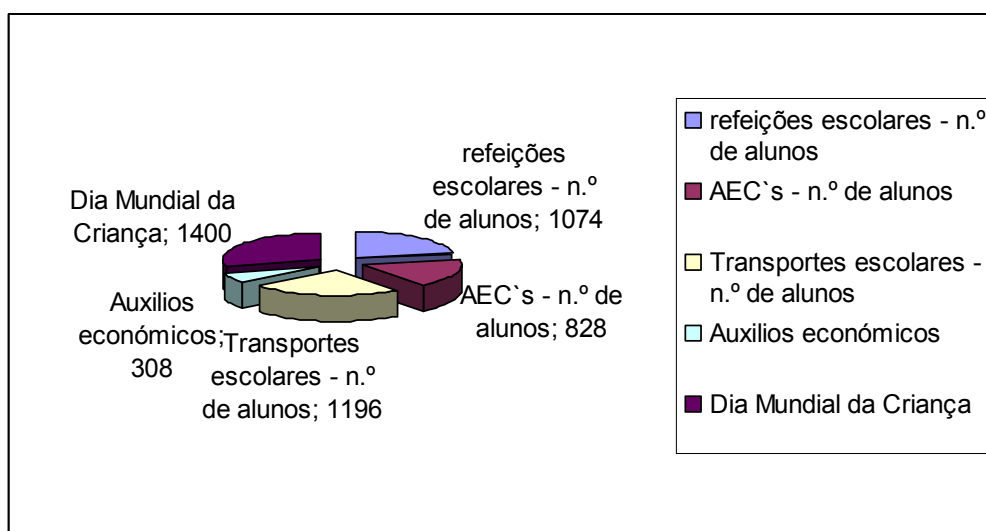 refeições
escolares - n.º
de alunos; 1074
AEC`s - n.º de
alunos; 828
Transportes
escolares - n.º
de alunos; 1196
Auxilios
económicos;
308
Dia Mundial da
Criança; 1400
refeições escolares - n.º
de alunos
AEC`s - n.º de alunos
Transportes escolares -
n.º de alunos
Auxilios económicos
Dia Mundial da Criança